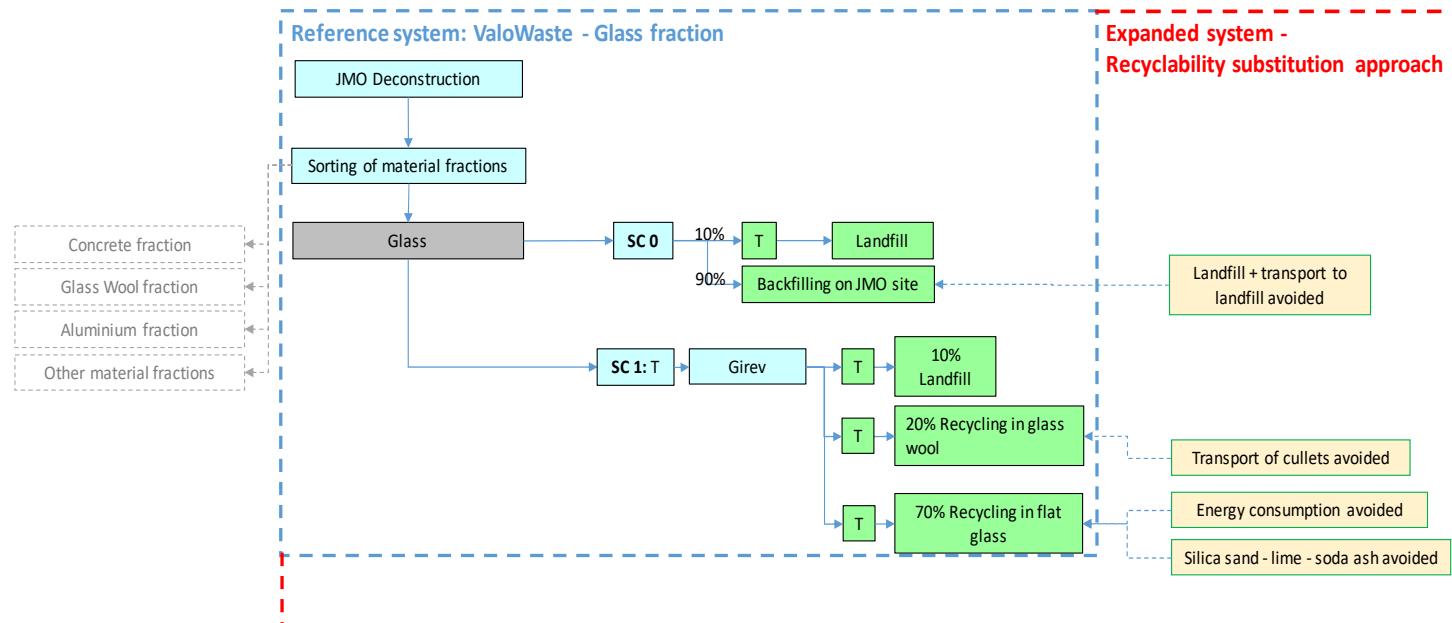 Reference system: ValoWaste - Glass fraction
Expanded system -
Recyclability substitution approach
JMO Deconstruction
Sorting of material fractions
Glass
Concrete fraction
Glass Wool fraction
Aluminium fraction
Other material fractions
SC 0
10%
T
Landfill
90%
Backfilling on JMO site
Landfill + transport to
landfill avoided
SC 1: T
Girev
T
10%
Landfill
T
20% Recycling in glass
wool
Transport of cullets avoided
T
70% Recycling in flat
glass
Energy consumption avoided
Silica sand - lime - soda ash avoided